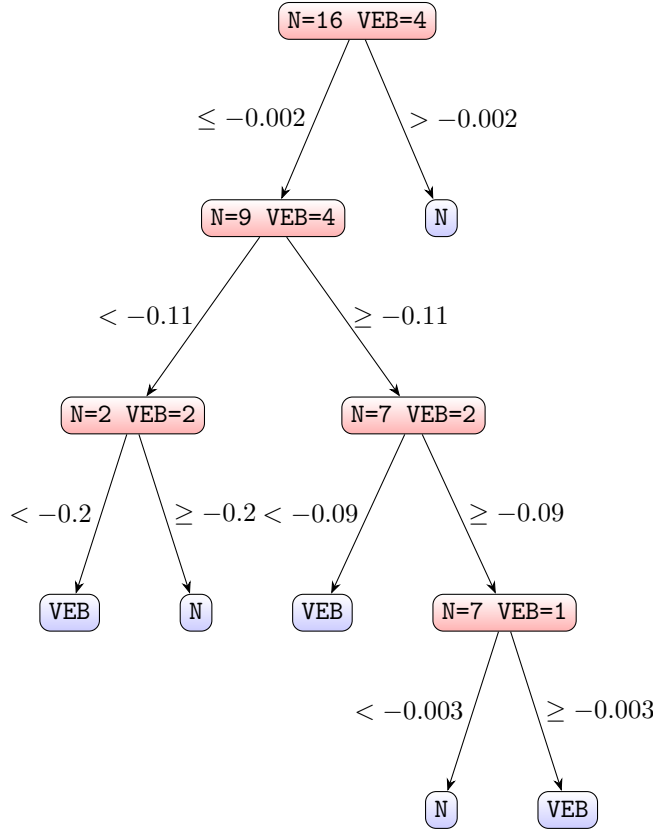 N=16 VEB=4
≤ −0.002
> −0.002
N=9 VEB=4
N
< −0.11
≥ −0.11
N=2 VEB=2
N=7 VEB=2
< −0.2
≥ −0.2
< −0.09
≥ −0.09
VEB
N
VEB
N=7 VEB=1
< −0.003
≥ −0.003
N
VEB